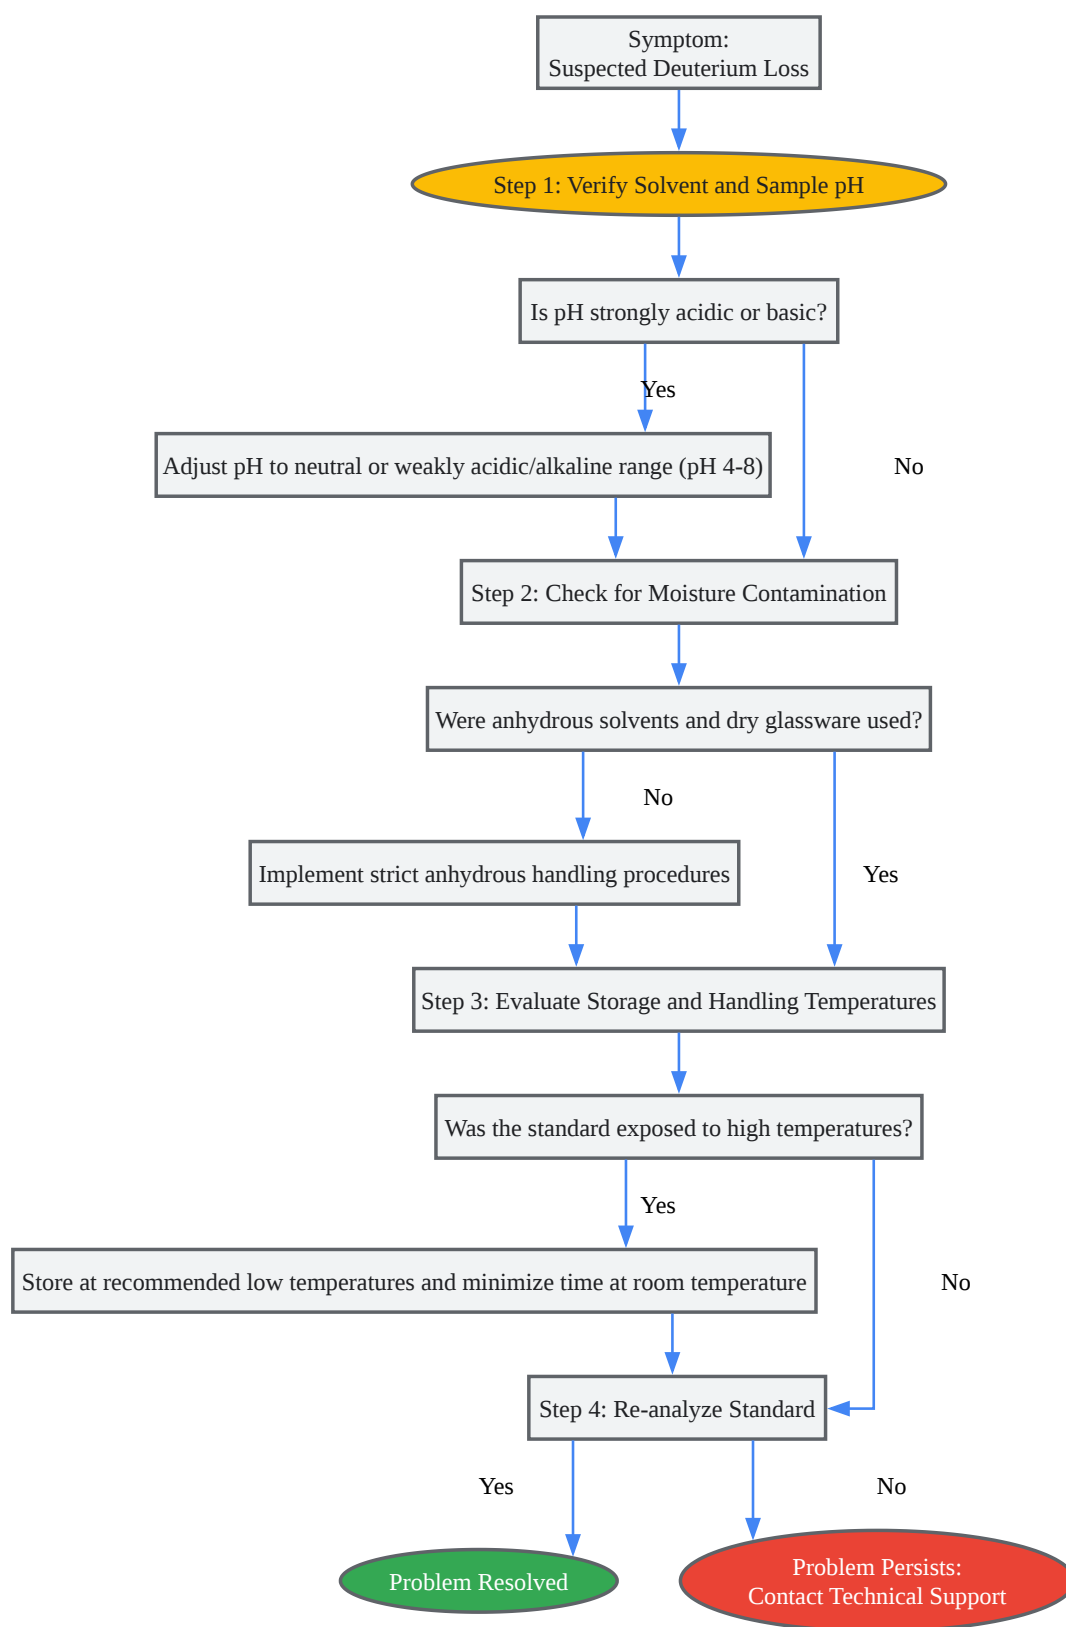 Symptom:
Suspected Deuterium Loss
Step 1: Verify Solvent and Sample pH
Is pH strongly acidic or basic?
Yes
Adjust pH to neutral or weakly acidic/alkaline range (pH 4-8)
No
Step 2: Check for Moisture Contamination
Were anhydrous solvents and dry glassware used?
No
Implement strict anhydrous handling procedures
Yes
Step 3: Evaluate Storage and Handling Temperatures
Was the standard exposed to high temperatures?
Yes
Store at recommended low temperatures and minimize time at room temperature
No
Step 4: Re-analyze Standard
Yes
No
Problem Resolved
Problem Persists:
Contact Technical Support